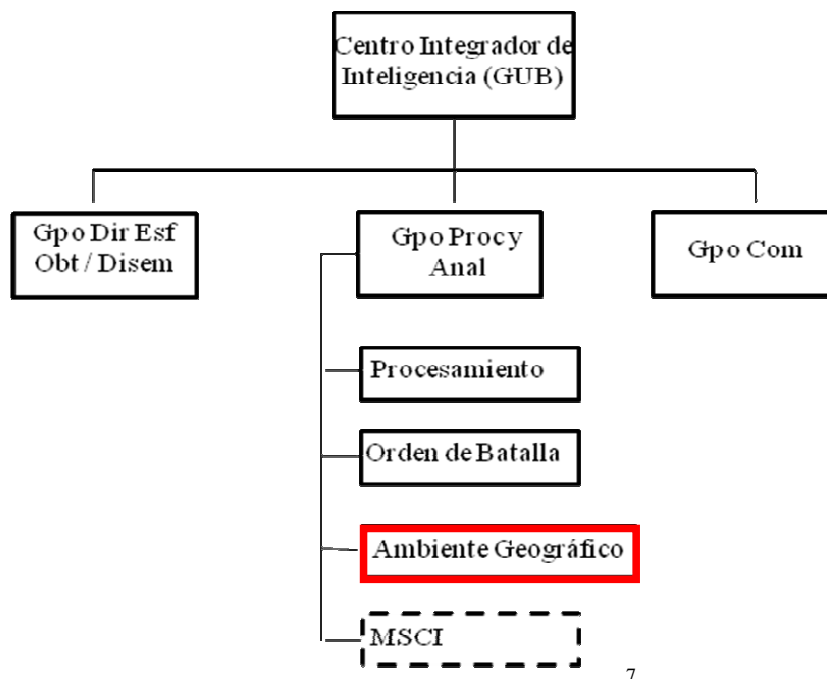 Centro Integrador de
Inteligencia (GUB)
Gpo Dir Esf
Obt / Disem
Gpo Proc y
Anal
Gpo Com
Procesamiento
Orden de Batalla
Ambiente Geográfico
MSCI
7